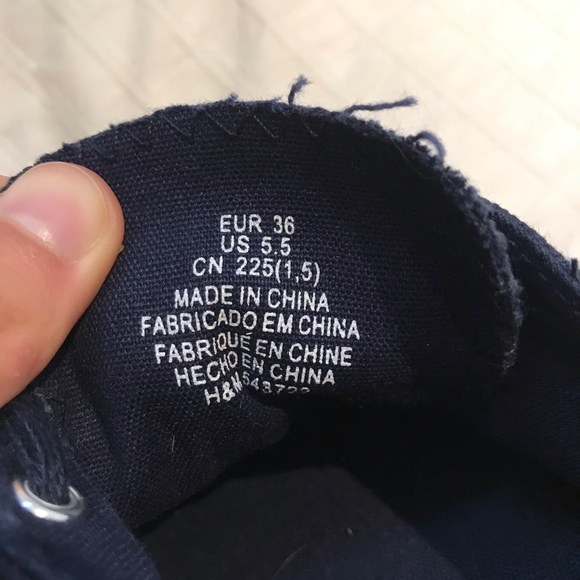 EUR 36
US 5.5
CN 225(1,5)
MADE IN CHINA
FABRICADO EM CHINA
FABRIQUÉ EN CHINE
HECHO EN CHINA
H&M